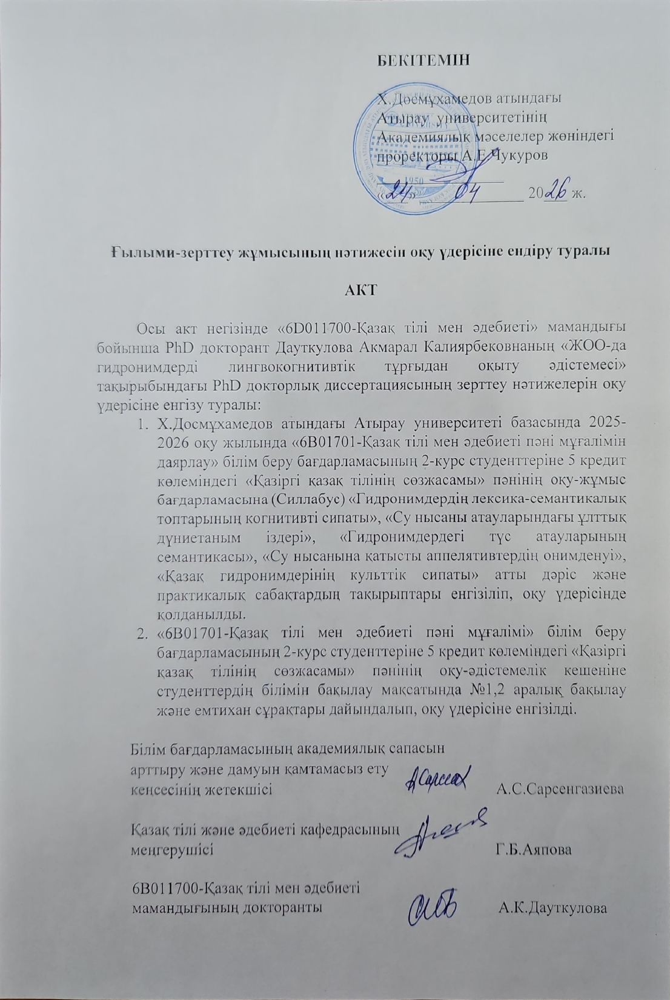 БЕКІТЕМІН
Х.Досмұхамедов атындағы
Атырау университетінің
Академиялық мәселелер жөніндегі
проректоры А.Е.Чукуров
«24» 04 2026 ж.
Ғылыми-зерттеу жұмысының нәтижесін оқу үдерісіне ендіру туралы
АКТ
Осы акт негізінде «6D011700-Қазақ тілі мен әдебиеті» мамандығы
бойынша PhD докторант Дауткулова Акмарал Калиярбековнаның «ЖОО-да
гидронимдерді лингвокогнитивтік тұрғыдан оқыту әдістемесі»
тақырыбындағы PhD докторлық диссертациясының зерттеу нәтижелерін оқу
үдерісіне енгізу туралы:
1. Х.Досмұхамедов атындағы Атырау университеті базасында 2025-
2026 оқу жылында «6В01701-Қазақ тілі мен әдебиеті пәні мұғалімін
даярлау» білім беру бағдарламасының 2-курс студенттеріне 5 кредит
көлеміндегі «Қазіргі қазақ тілінің сөзжасамы» пәнінің оқу-жұмыс
бағдарламасына (Силлабус) «Гидронимдердің лексика-семантикалық
топтарының когнитивті сипаты», «Су нысаны атауларындағы ұлттық
дүниетаным іздері», «Гидронимдердегі түс атауларының
семантикасы», «Су нысанына қатысты аппелятивтердің онимденуі»,
«Қазақ гидронимдерінің культтік сипаты» атты дәріс және
практикалық сабақтардың тақырыптары енгізіліп, оқу үдерісінде
қолданылды.
2. «6В01701-Қазақ тілі мен әдебиеті пәні мұғалімі» білім беру
бағдарламасының 2-курс студенттеріне 5 кредит көлеміндегі «Қазіргі
қазақ тілінің сөзжасамы» пәнінің оқу-әдістемелік кешеніне
студенттердің білімін бақылау мақсатында №1,2 аралық бақылау
және емтихан сұрақтары дайындалып, оқу үдерісіне енгізілді.
Білім бағдарламасының академиялық сапасын
арттыру және дамуын қамтамасыз ету
кеңсесінің жетекшісі А.С.Сарсенгазиева
Қазақ тілі және әдебиеті кафедрасының
меңгерушісі Г.Б.Аяпова
6В011700-Қазақ тілі мен әдебиеті
мамандығының докторанты А.К.Дауткулова